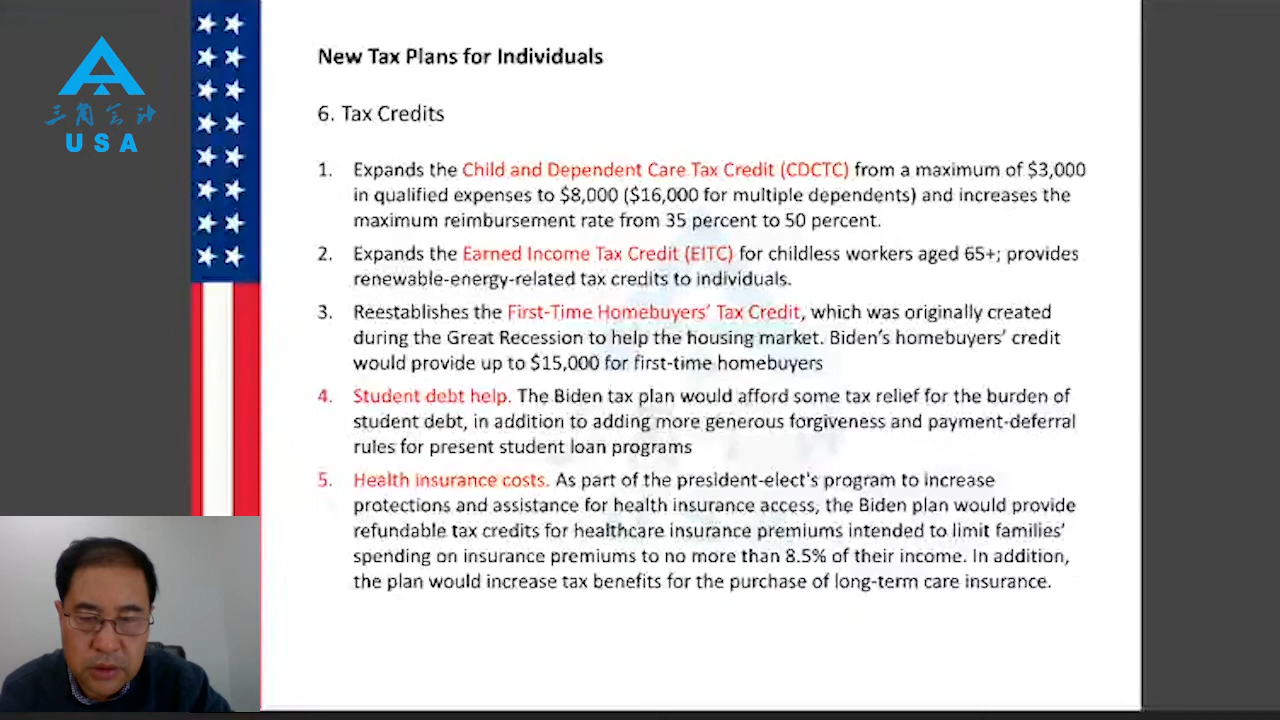 三角会计
USA
New Tax Plans for Individuals
6. Tax Credits
1. Expands the Child and Dependent Care Tax Credit (CDCTC) from a maximum of $3,000
in qualified expenses to $8,000 ($16,000 for multiple dependents) and increases the
maximum reimbursement rate from 35 percent to 50 percent.
2. Expands the Earned Income Tax Credit (EITC) for childless workers aged 65+; provides
renewable-energy-related tax credits to individuals.
3. Reestablishes the First-Time Homebuyers’ Tax Credit, which was originally created
during the Great Recession to help the housing market. Biden’s homebuyers’ credit
would provide up to $15,000 for first-time homebuyers
4. Student debt help. The Biden tax plan would afford some tax relief for the burden of
student debt, in addition to adding more generous forgiveness and payment-deferral
rules for present student loan programs
5. Health insurance costs. As part of the president-elect's program to increase
protections and assistance for health insurance access, the Biden plan would provide
refundable tax credits for healthcare insurance premiums intended to limit families’
spending on insurance premiums to no more than 8.5% of their income. In addition,
the plan would increase tax benefits for the purchase of long-term care insurance.